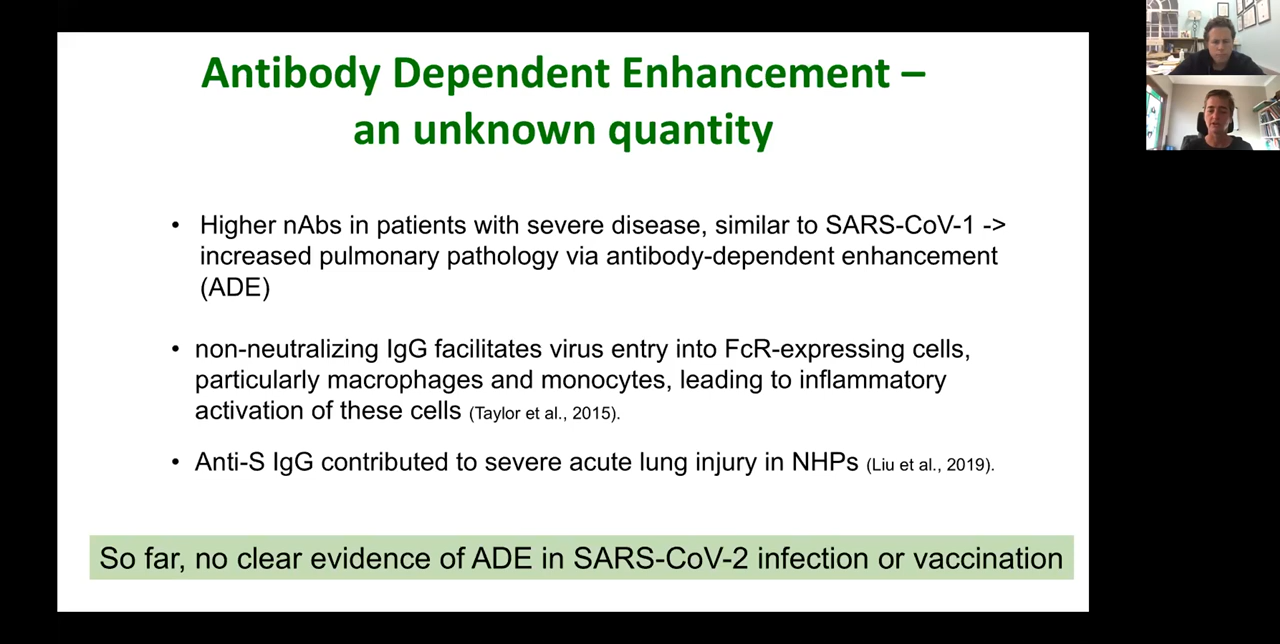 Antibody Dependent Enhancement –
an unknown quantity
• Higher nAbs in patients with severe disease, similar to SARS-CoV-1 ->
increased pulmonary pathology via antibody-dependent enhancement
(ADE)
• non-neutralizing IgG facilitates virus entry into FcR-expressing cells,
particularly macrophages and monocytes, leading to inflammatory
activation of these cells (Taylor et al., 2015).
• Anti-S IgG contributed to severe acute lung injury in NHPs (Liu et al., 2019).
So far, no clear evidence of ADE in SARS-CoV-2 infection or vaccination